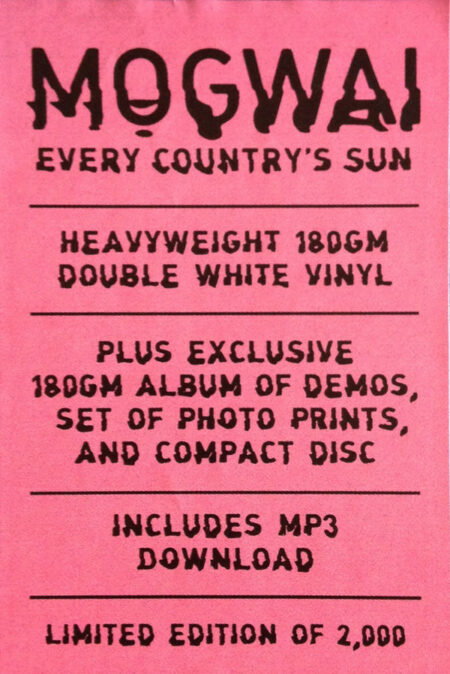 MOGWAI
EVERY COUNTRY'S SUN
HEAVYWEIGHT 180GM
DOUBLE WHITE VINYL
PLUS EXCLUSIVE
180GM ALBUM OF DEMOS,
SET OF PHOTO PRINTS,
AND COMPACT DISC
INCLUDES MP3
DOWNLOAD
LIMITED EDITION OF 2,000